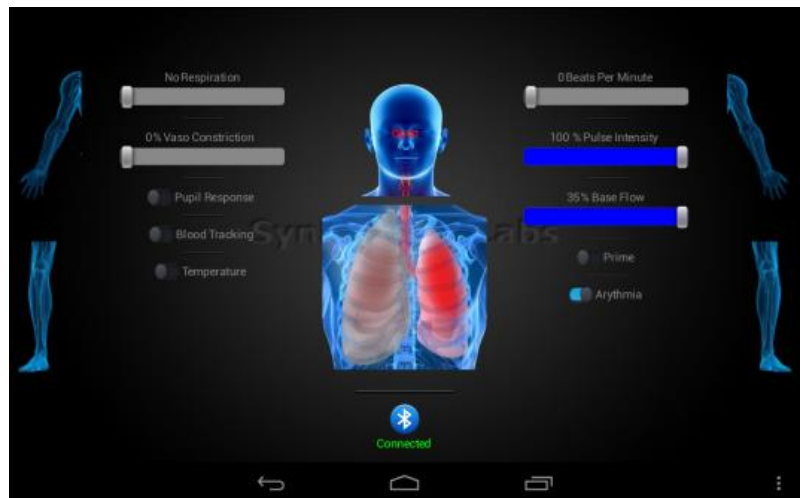 No Respiration
0% Vaso Constriction
Pupil Response
Blood Tracking
Temperature
0 Beats Per Minute
100 % Pulse Intensity
35% Base Flow
Prime
Arythmia
Connected